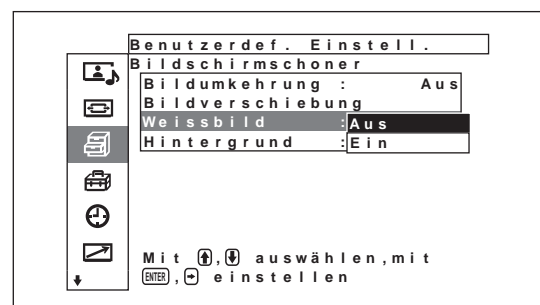 Benutzerdef. Einstell.
Bildschirmschoner
Bildumkehrung : Aus
Bildverschiebung
Weissbild :Aus
Ein
Hintergrund :
Mit ↑,↓ auswählen,mit
ENTER,→ einstellen